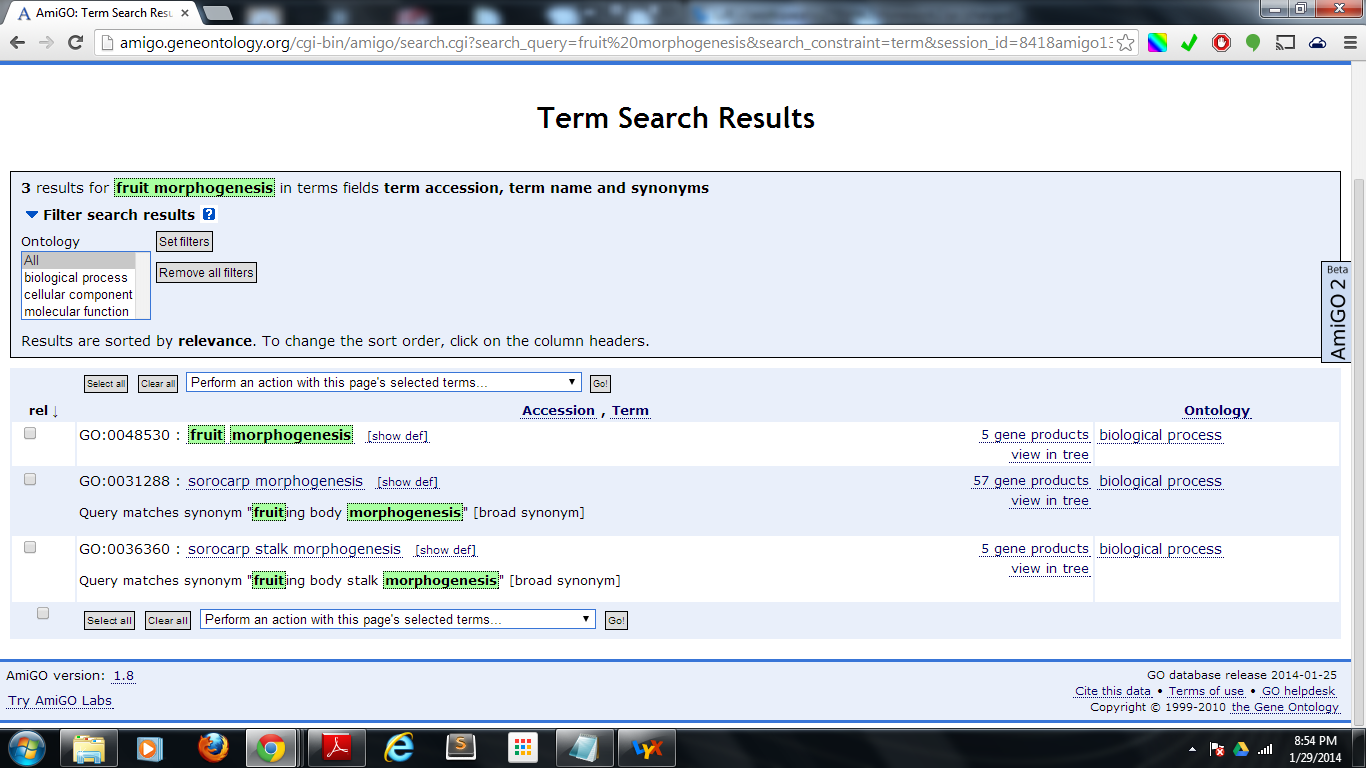 AmiGO: Term Search Resu
amigo.geneontology.org/cgi-bin/amigo/search.cgi?search_query=fruit%20morphogenesis&search_constraint=term&session_id=8418amigo13
Term Search Results
3 results for fruit morphogenesis in terms fields term accession, term name and synonyms
Filter search results ?
Ontology
Set filters
All
biological process
Remove all filters
cellular component
molecular function
Beta
AmiGO 2
Results are sorted by relevance. To change the sort order, click on the column headers.
Select all Clear all Perform an action with this page's selected terms... Go!
rel ↓ Accession , Term Ontology
GO:0048530 : fruit morphogenesis [show def] 5 gene products biological process
view in tree
GO:0031288 : sorocarp morphogenesis [show def] 57 gene products biological process
view in tree
Query matches synonym "fruiting body morphogenesis" [broad synonym]
GO:0036360 : sorocarp stalk morphogenesis [show def] 5 gene products biological process
view in tree
Query matches synonym "fruiting body stalk morphogenesis" [broad synonym]
Select all Clear all Perform an action with this page's selected terms... Go!
AmiGO version: 1.8 GO database release 2014-01-25
Cite this data • Terms of use • GO helpdesk
Try AmiGO Labs
Copyright © 1999-2010 the Gene Ontology
8:54 PM
1/29/2014